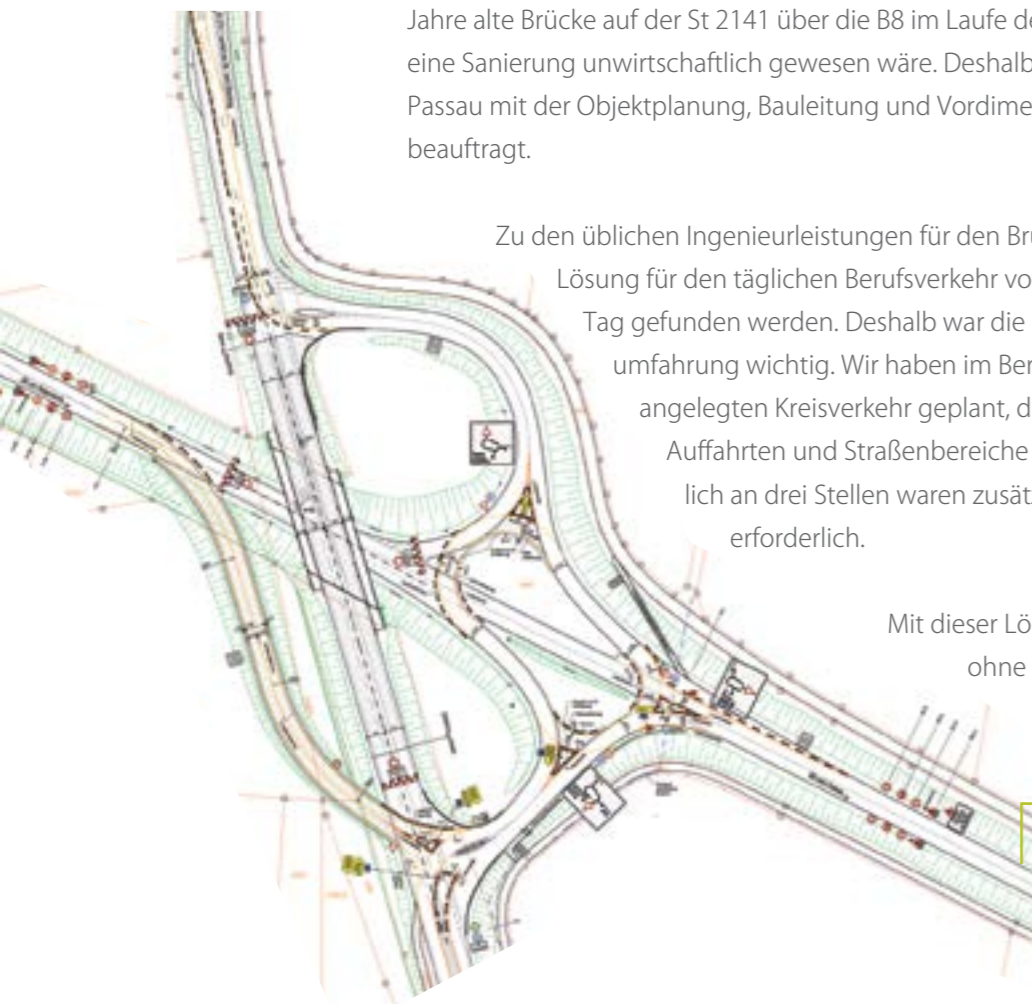 Jahre alte Brücke auf der St 2141 über die B8 im Laufe de
eine Sanierung unwirtschaftlich gewesen wäre. Deshalb
Passau mit der Objektplanung, Bauleitung und Vordime
beauftragt.
Zu den üblichen Ingenieurleistungen für den Brü
Lösung für den täglichen Berufsverkehr vo
Tag gefunden werden. Deshalb war die
umfahrung wichtig. Wir haben im Ber
angelegten Kreisverkehr geplant, d
Auffahrten und Straßenbereiche
lich an drei Stellen waren zusät
erforderlich.
Mit dieser Lö
ohne